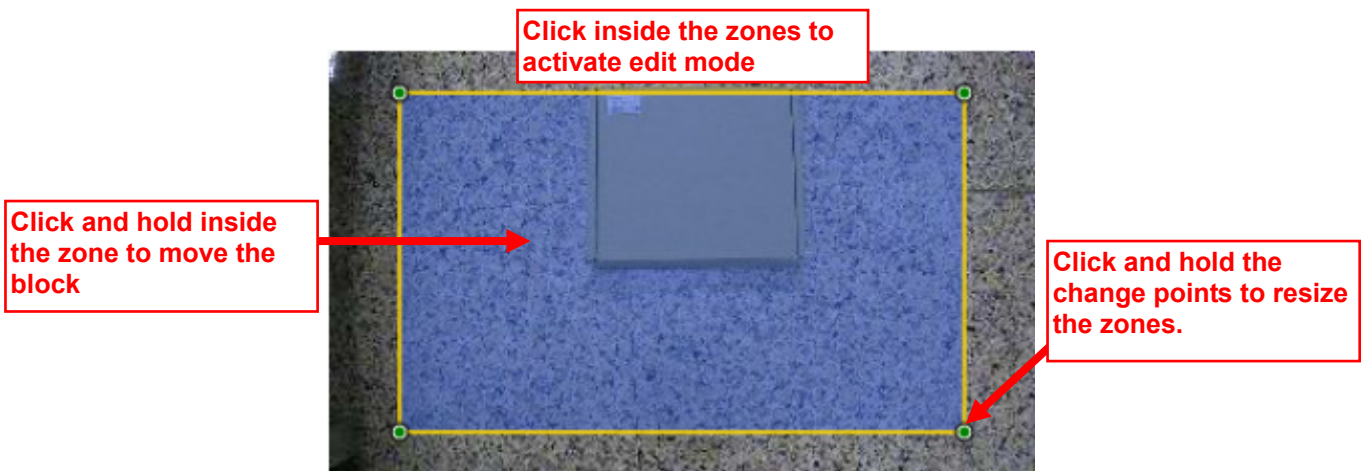 Click inside the zones to
activate edit mode
Click and hold inside
the zone to move the
block
Click and hold the
change points to resize
the zones.